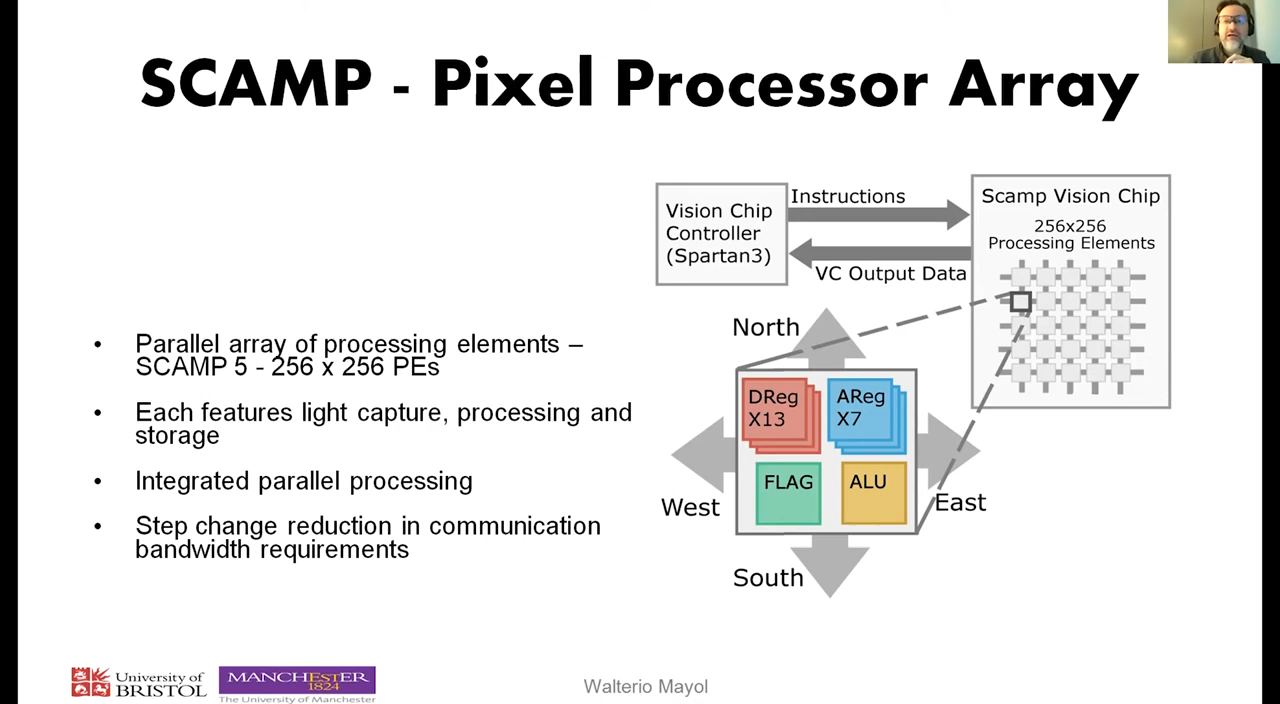 SCAMP - Pixel Processor Array
• Parallel array of processing elements –
SCAMP 5 - 256 x 256 PEs
• Each features light capture, processing and
storage
• Integrated parallel processing
• Step change reduction in communication
bandwidth requirements
Vision Chip
Controller
(Spartan3)
Instructions
VC Output Data
Scamp Vision Chip
256x256
Processing Elements
North
DReg
X13
AReg
X7
FLAG
ALU
West
East
South
University of
BRISTOL
MANCHESTER
1824
The University of Manchester
Walterio Mayol